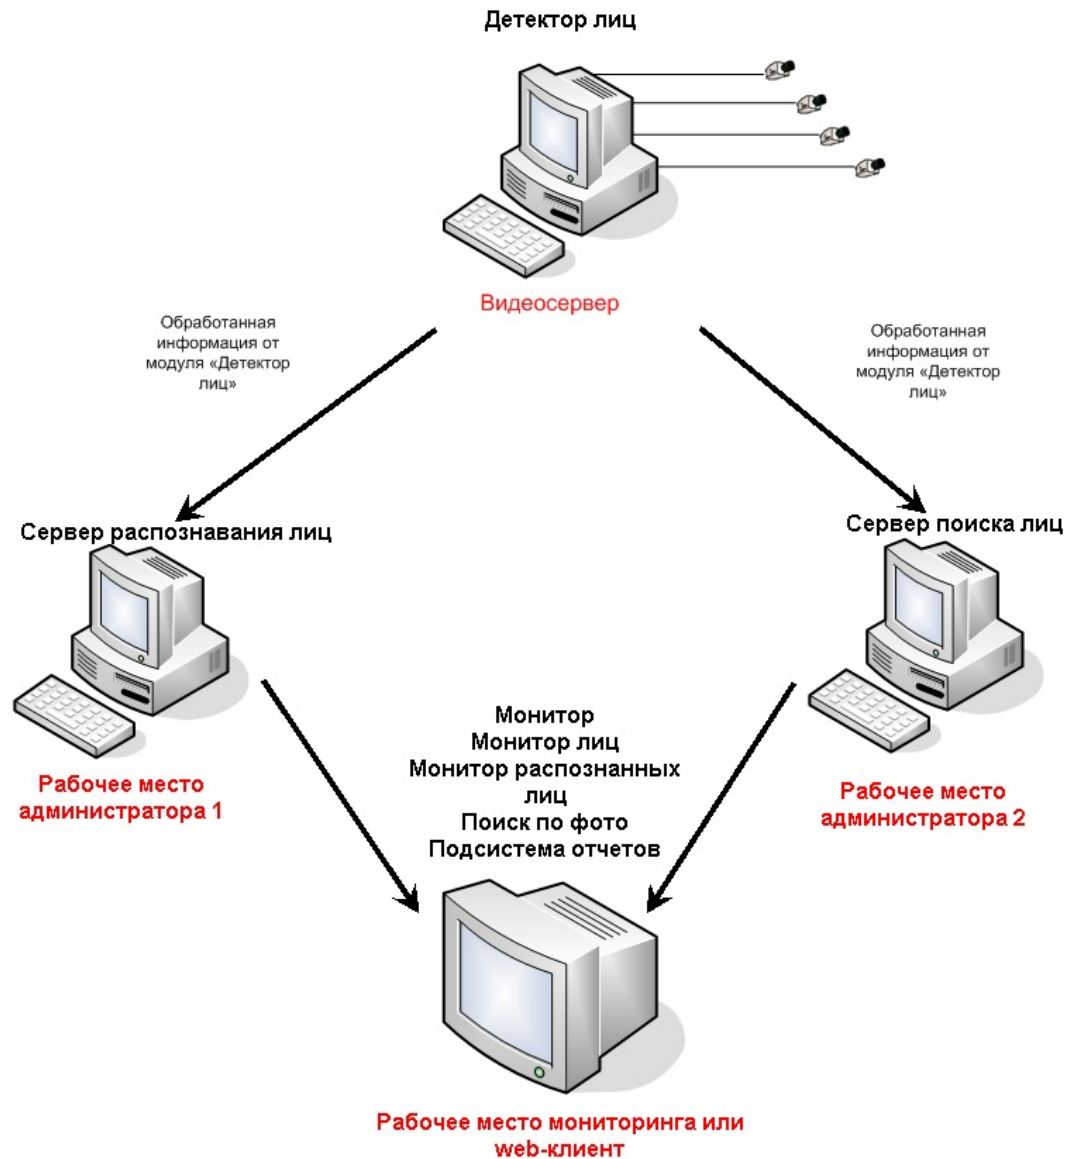 Детектор лиц
Видеосервер
Обработанная
информация от
модуля «Детектор
лиц»
Обработанная
информация от
модуля «Детектор
лиц»
Сервер распознавания лиц
Сервер поиска лиц
Рабочее место
администратора 1
Монитор
Монитор лиц
Монитор распознанных
лиц
Поиск по фото
Подсистема отчетов
Рабочее место
администратора 2
Рабочее место мониторинга или
web-клиент